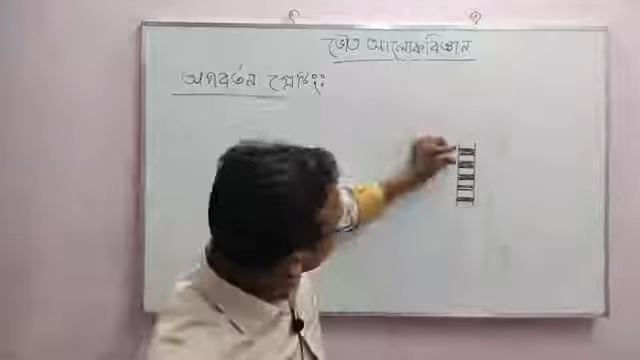 ভৌত আলোকবিজ্ঞান
অপবর্তন গ্রেটিংঃ